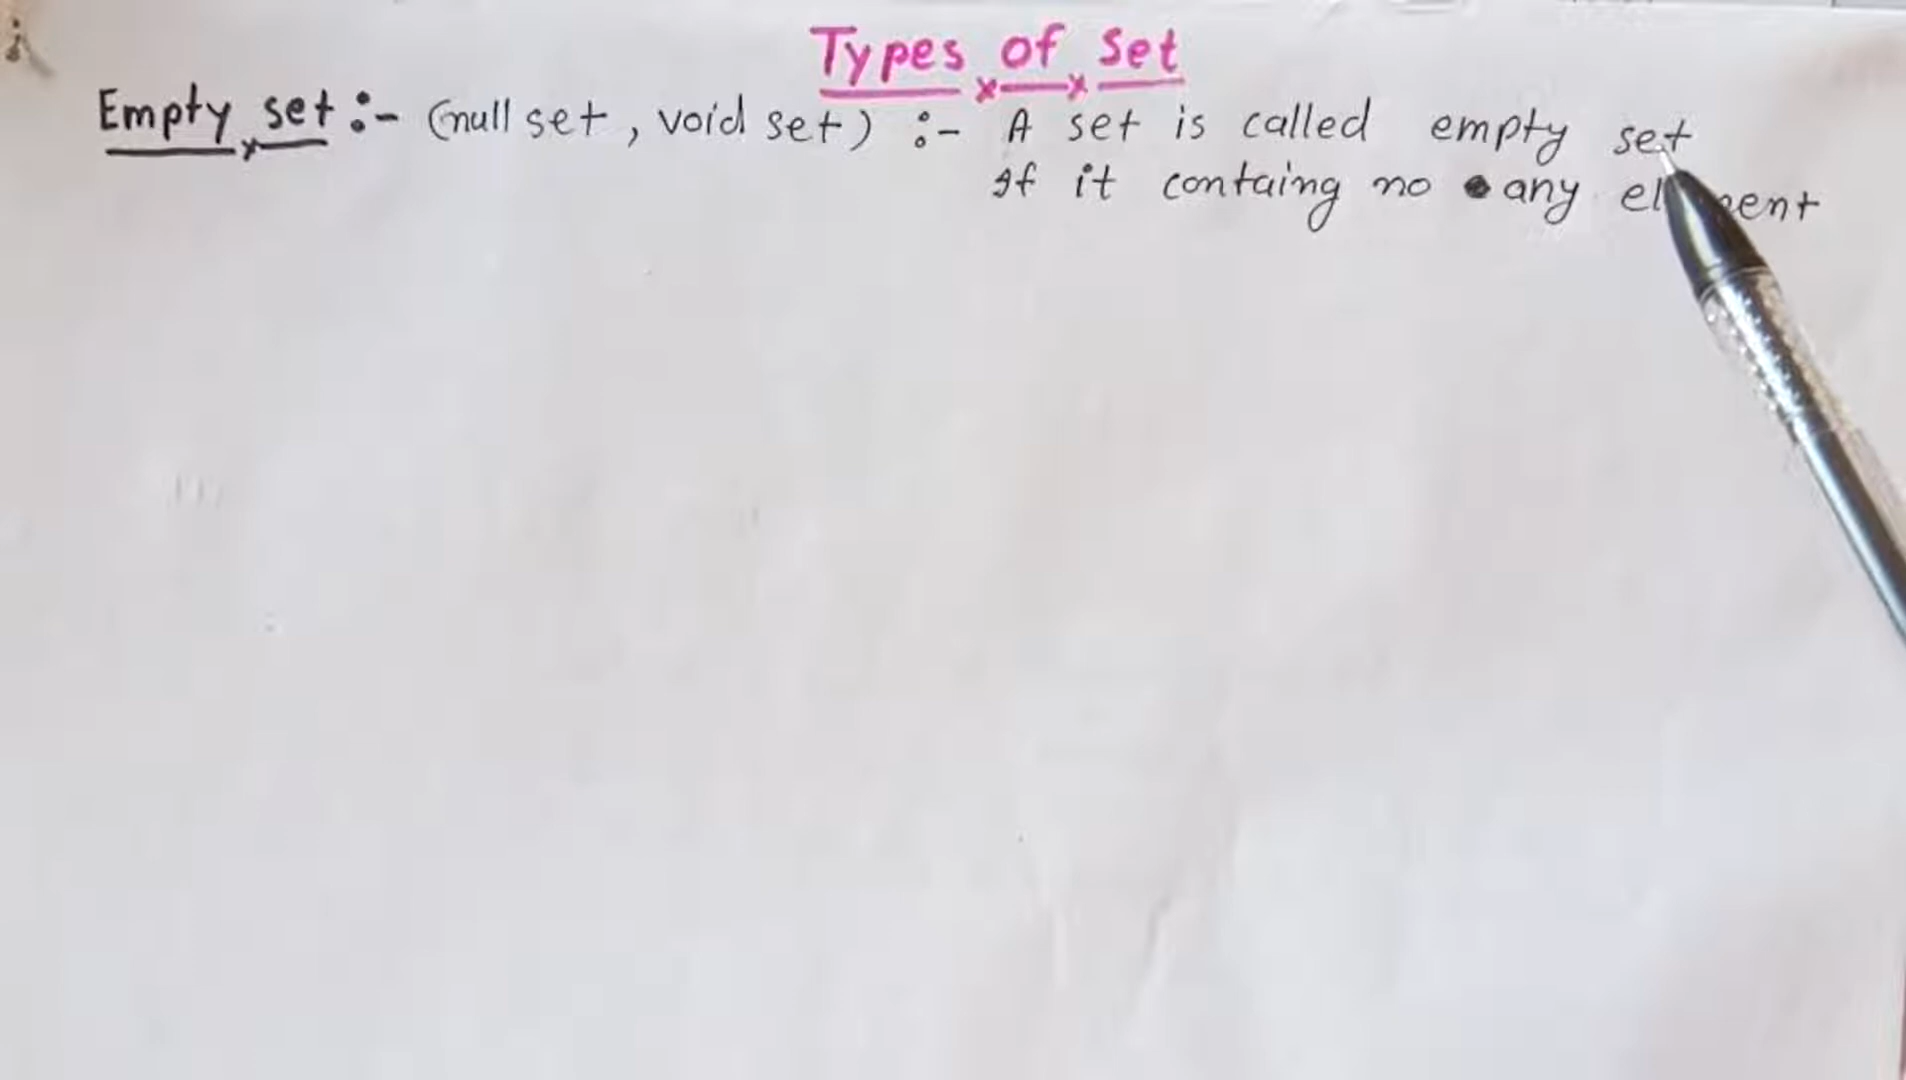 Types of Set
Empty set :- (null set, void set) :- A set is called empty set
If it containg no any element